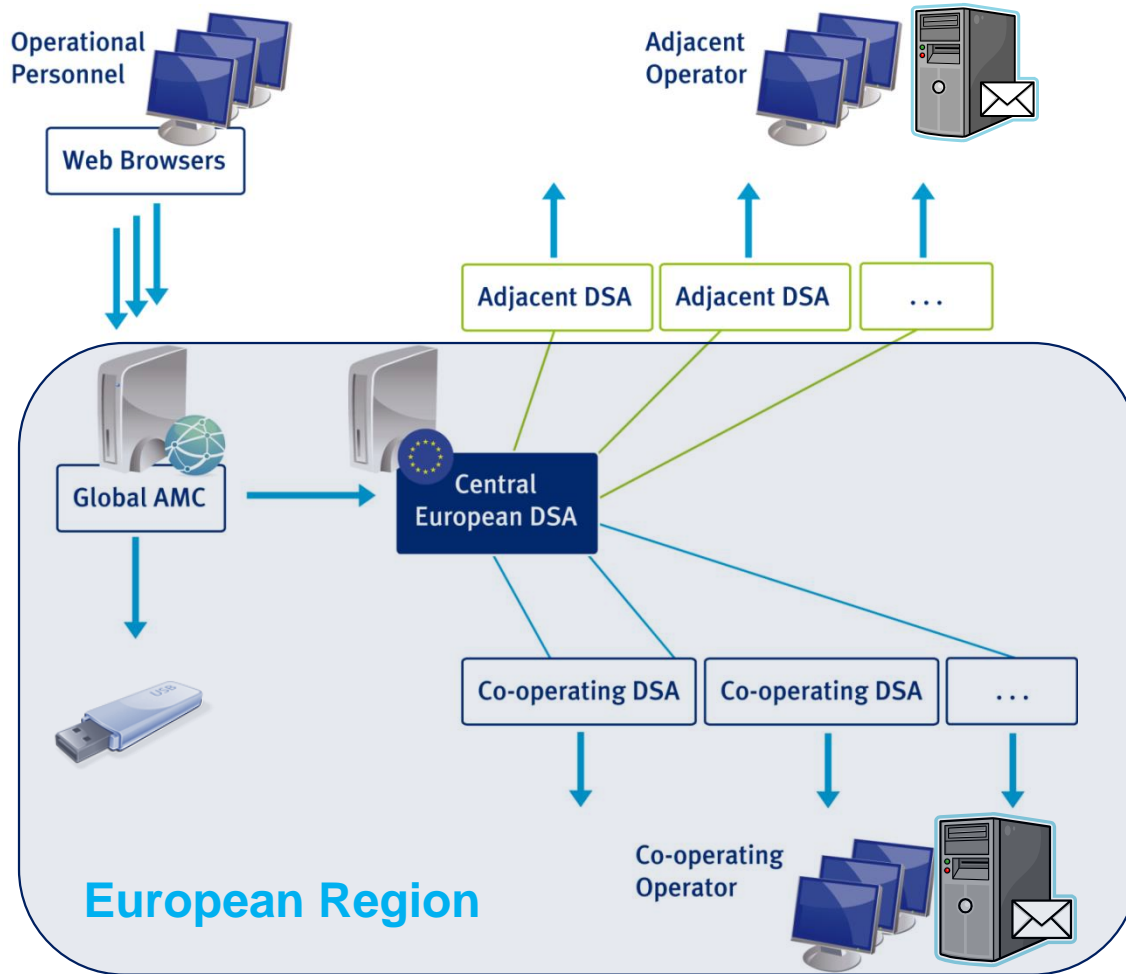 Operational
Personnel
Web Browsers
Adjacent
Operator
Adjacent DSA
Adjacent DSA
...
Global AMC
Central
European DSA
USB
Co-operating DSA
Co-operating DSA
...
Co-operating
Operator
European Region